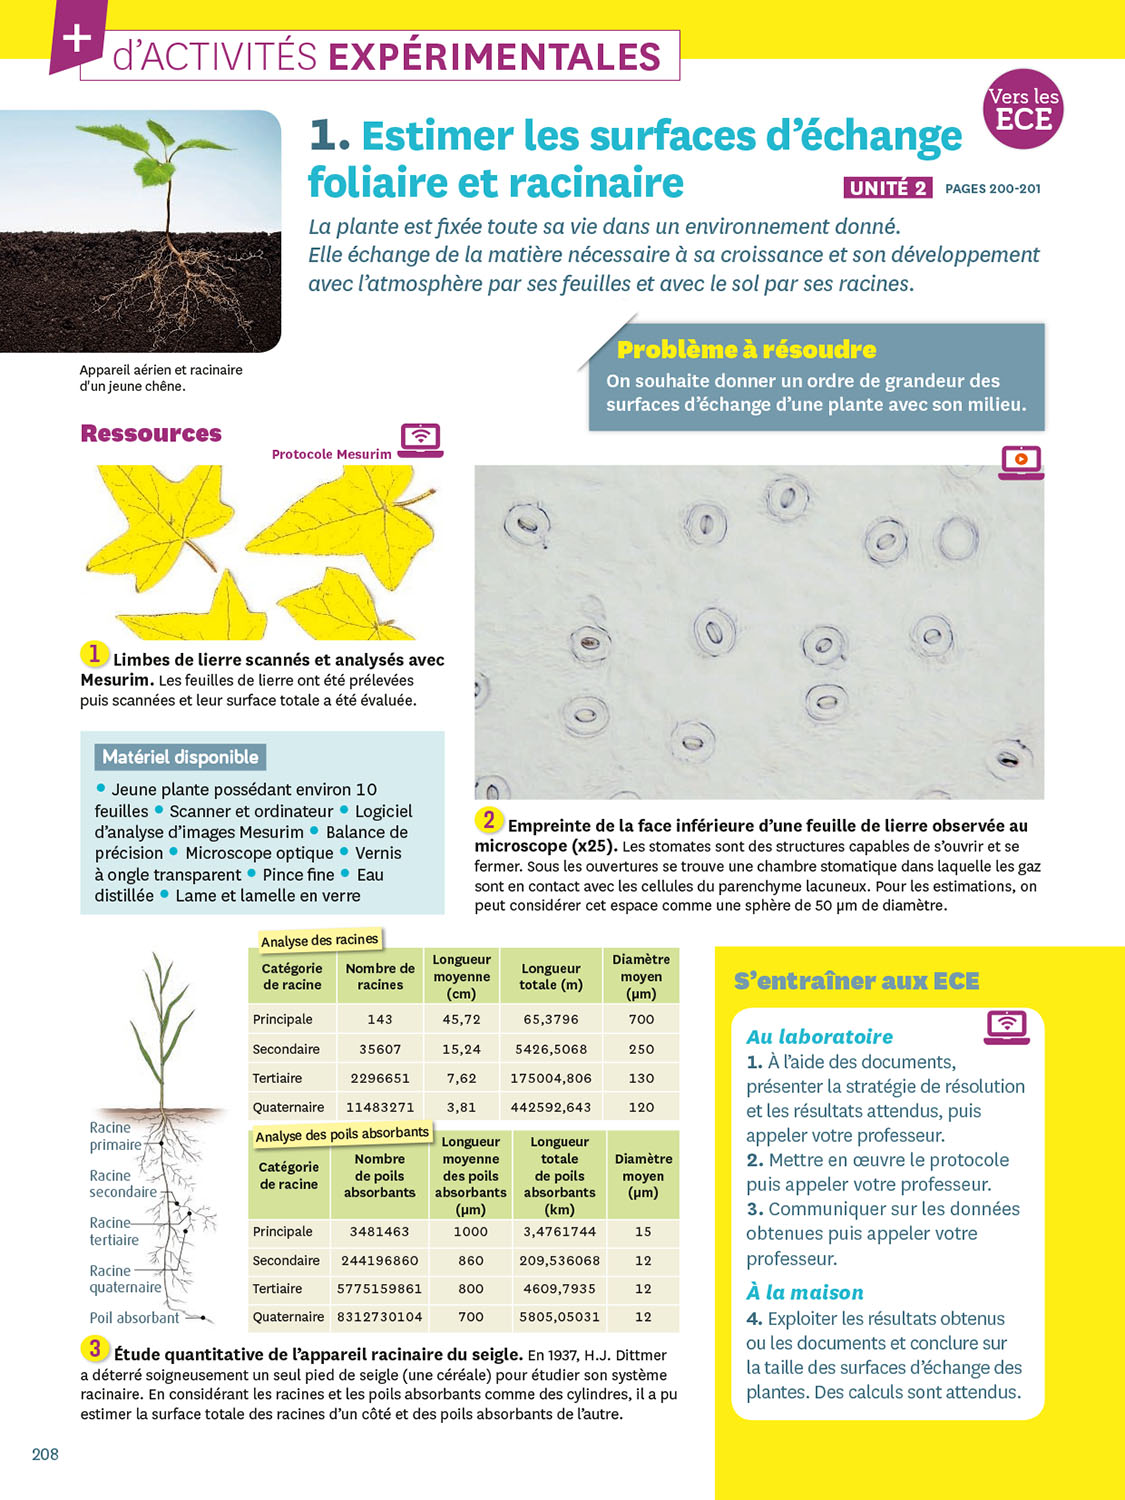 +
d'ACTIVITÉS EXPÉRIMENTALES
Vers les
ECE
1. Estimer les surfaces d'échange
foliaire et racinaire
UNITÉ 2 PAGES 200-201
La plante est fixée toute sa vie dans un environnement donné.
Elle échange de la matière nécessaire à sa croissance et son développement
avec l'atmosphère par ses feuilles et avec le sol par ses racines.
Appareil aérien et racinaire
d'un jeune chêne.
Problème à résoudre
On souhaite donner un ordre de grandeur des
surfaces d'échange d'une plante avec son milieu.
Ressources
Protocole Mesurim
1 Limbes de lierre scannés et analysés avec
Mesurim. Les feuilles de lierre ont été prélevées
puis scannées et leur surface totale a été évaluée.
Matériel disponible
• Jeune plante possédant environ 10
feuilles • Scanner et ordinateur • Logiciel
d'analyse d'images Mesurim • Balance de
précision • Microscope optique • Vernis
à ongle transparent • Pince fine • Eau
distillée • Lame et lamelle en verre
2 Empreinte de la face inférieure d'une feuille de lierre observée au
microscope (x25). Les stomates sont des structures capables de s'ouvrir et se
fermer. Sous les ouvertures se trouve une chambre stomatique dans laquelle les gaz
sont en contact avec les cellules du parenchyme lacuneux. Pour les estimations, on
peut considérer cet espace comme une sphère de 50 µm de diamètre.
Racine
primaire
Racine
secondaire
Racine
tertiaire
Racine
quaternaire
Poil absorbant
Analyse des racines
Catégorie de racine Nombre de racines Longueur moyenne (cm) Longueur totale (m) Diamètre moyen (µm)
Principale 143 45,72 65,3796 700
Secondaire 35607 15,24 5426,5068 250
Tertiaire 2296651 7,62 175004,806 130
Quaternaire 11483271 3,81 442592,643 120
Analyse des poils absorbants
Catégorie de racine Nombre de poils absorbants Longueur moyenne des poils absorbants (µm) Longueur totale de poils absorbants (km) Diamètre moyen (µm)
Principale 3481463 1000 3,4761744 15
Secondaire 244196860 860 209,536068 12
Tertiaire 5775159861 800 4609,7935 12
Quaternaire 8312730104 700 5805,05031 12
3 Étude quantitative de l'appareil racinaire du seigle. En 1937, H.J. Dittmer
a déterré soigneusement un seul pied de seigle (une céréale) pour étudier son système
racinaire. En considérant les racines et les poils absorbants comme des cylindres, il a pu
estimer la surface totale des racines d'un côté et des poils absorbants de l'autre.
S'entraîner aux ECE
Au laboratoire
1. À l'aide des documents,
présenter la stratégie de résolution
et les résultats attendus, puis
appeler votre professeur.
2. Mettre en œuvre le protocole
puis appeler votre professeur.
3. Communiquer sur les données
obtenues puis appeler votre
professeur.
À la maison
4. Exploiter les résultats obtenus
ou les documents et conclure sur
la taille des surfaces d'échange des
plantes. Des calculs sont attendus.
208